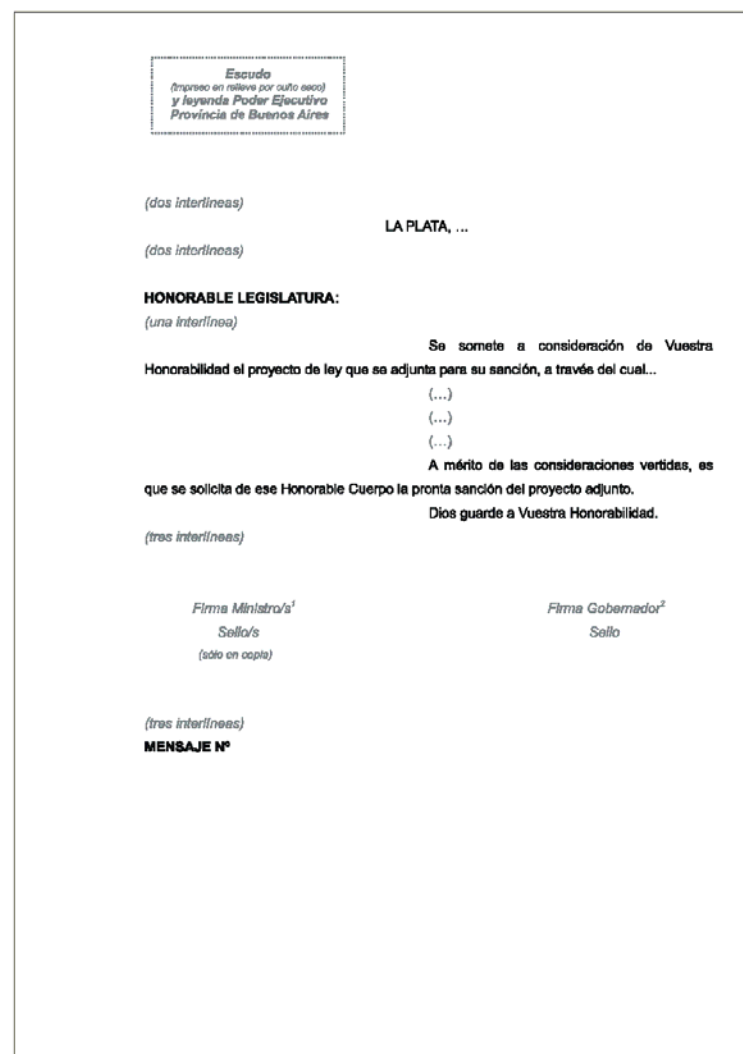 Escudo
(impreso en relieve por cuño seco)
y leyenda Poder Ejecutivo
Provincia de Buenos Aires
(dos interlíneas)
LA PLATA, ...
(dos interlíneas)
HONORABLE LEGISLATURA:
(una interlínea)
Se somete a consideración de Vuestra
Honorabilidad el proyecto de ley que se adjunta para su sanción, a través del cual...
(...)
(...)
(...)
A mérito de las consideraciones vertidas, es
que se solicita de ese Honorable Cuerpo la pronta sanción del proyecto adjunto.
Dios guarde a Vuestra Honorabilidad.
(tres interlíneas)
Firma Ministro/s¹ Firma Gobernador²
Sello/s Sello
(sólo en copia)
(tres interlíneas)
MENSAJE Nº